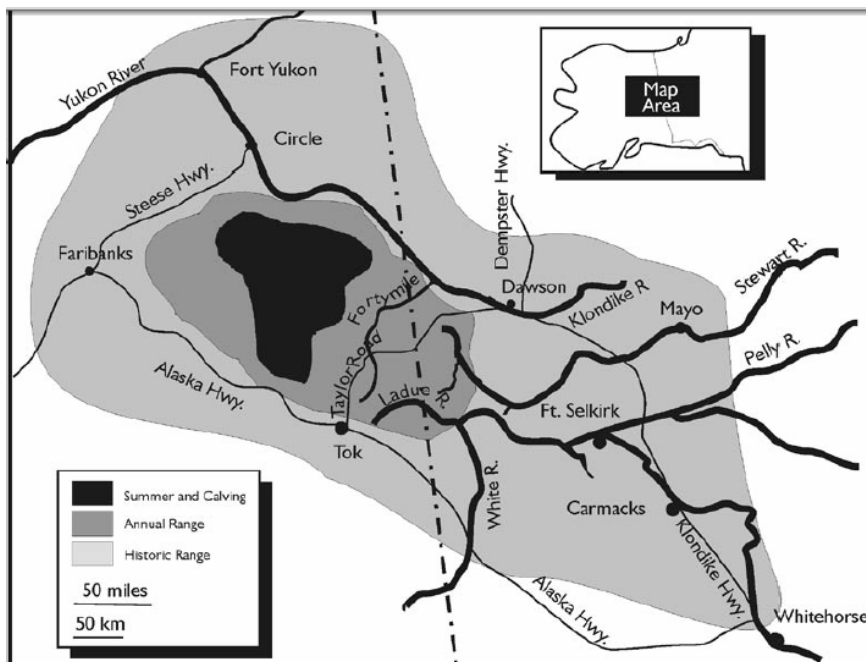 Yukon River
Fort Yukon
Circle
Steese Hwy.
Faribanks
Alaska Hwy.
Map
Area
Dempster Hwy.
Dawson
Klondike R
Stewart R.
Mayo
Fortymile
Taylor Road
Ladue R.
Pelly R.
Ft. Selkirk
Tok
White R.
Carmacks
Klondike Hwy.
Alaska Hwy.
Whitehorse
Summer and Calving
Annual Range
Historic Range
50 miles
50 km